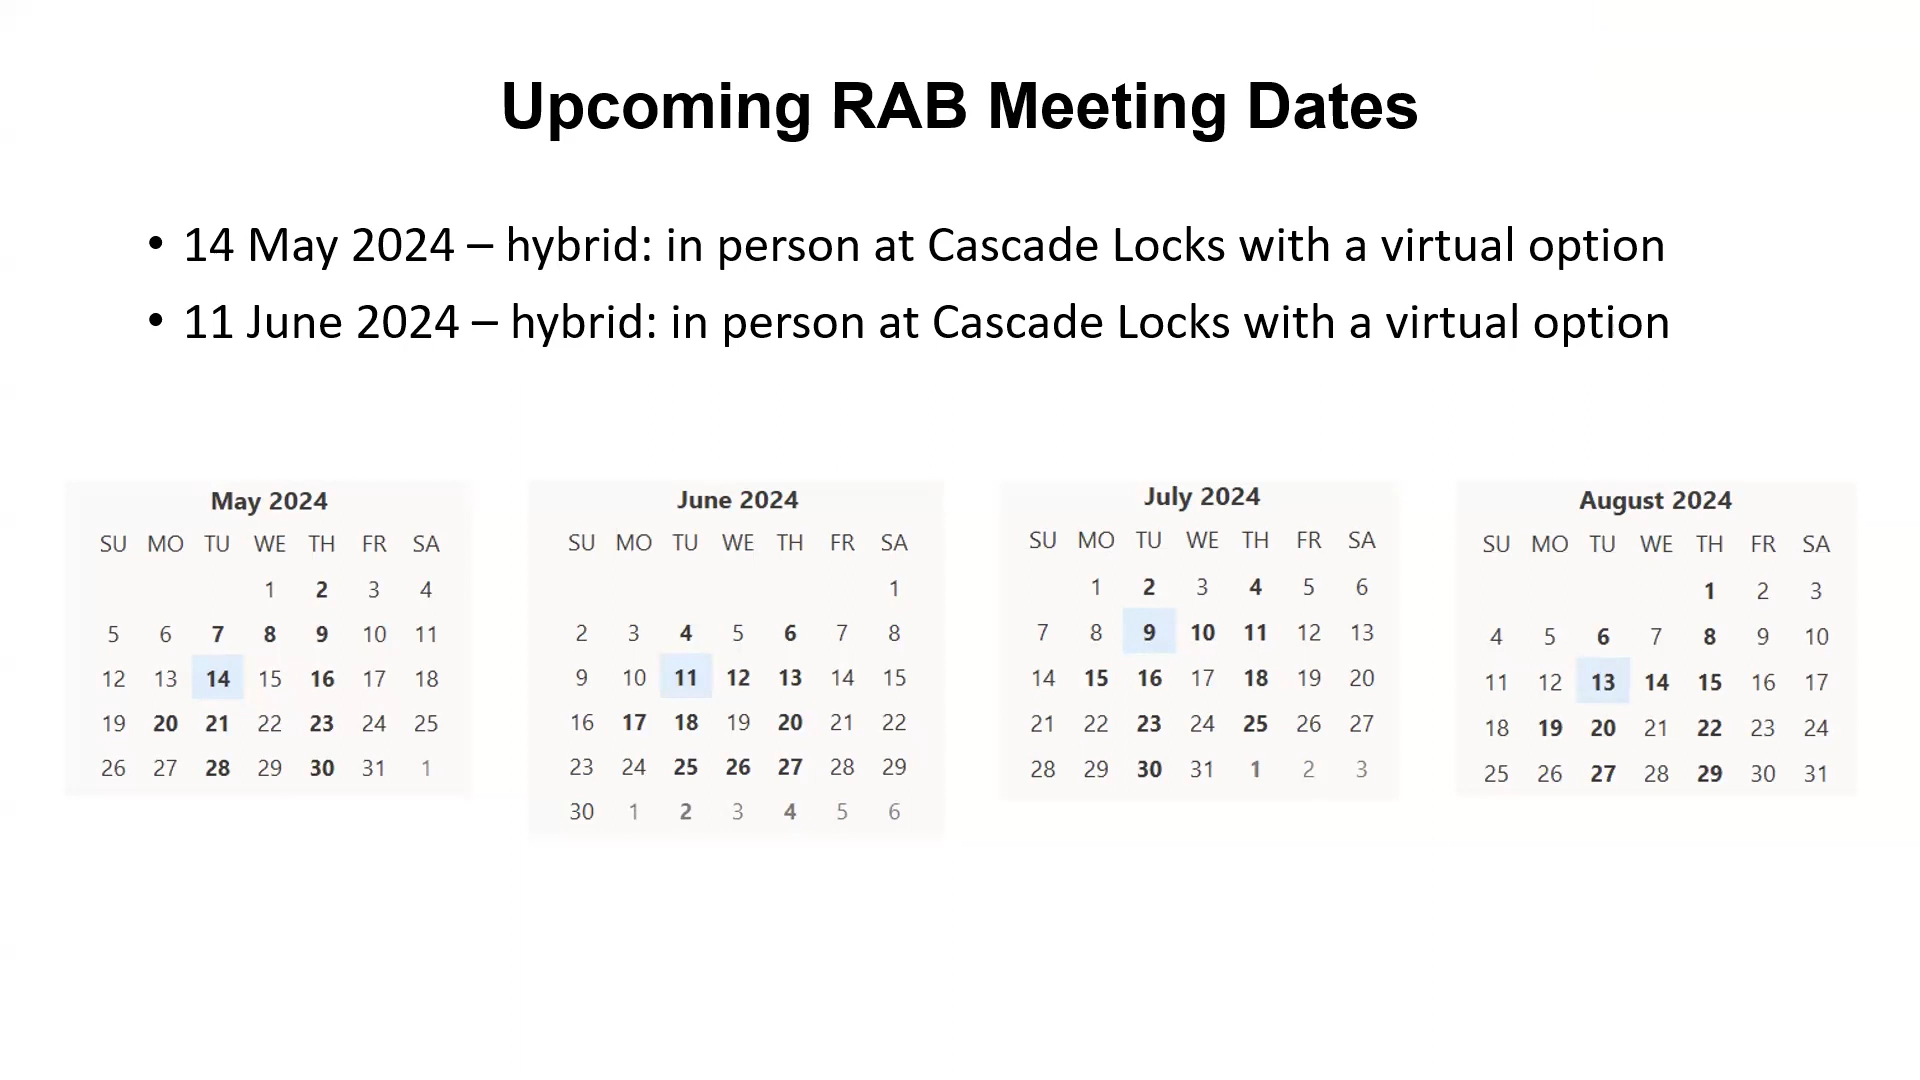 Upcoming RAB Meeting Dates
• 14 May 2024 – hybrid: in person at Cascade Locks with a virtual option
• 11 June 2024 – hybrid: in person at Cascade Locks with a virtual option
May 2024
SU MO TU WE TH FR SA
1 2 3 4
5 6 7 8 9 10 11
12 13 14 15 16 17 18
19 20 21 22 23 24 25
26 27 28 29 30 31 1
June 2024
SU MO TU WE TH FR SA
1
2 3 4 5 6 7 8
9 10 11 12 13 14 15
16 17 18 19 20 21 22
23 24 25 26 27 28 29
30 1 2 3 4 5 6
July 2024
SU MO TU WE TH FR SA
1 2 3 4 5 6
7 8 9 10 11 12 13
14 15 16 17 18 19 20
21 22 23 24 25 26 27
28 29 30 31 1 2 3
August 2024
SU MO TU WE TH FR SA
1 2 3
4 5 6 7 8 9 10
11 12 13 14 15 16 17
18 19 20 21 22 23 24
25 26 27 28 29 30 31